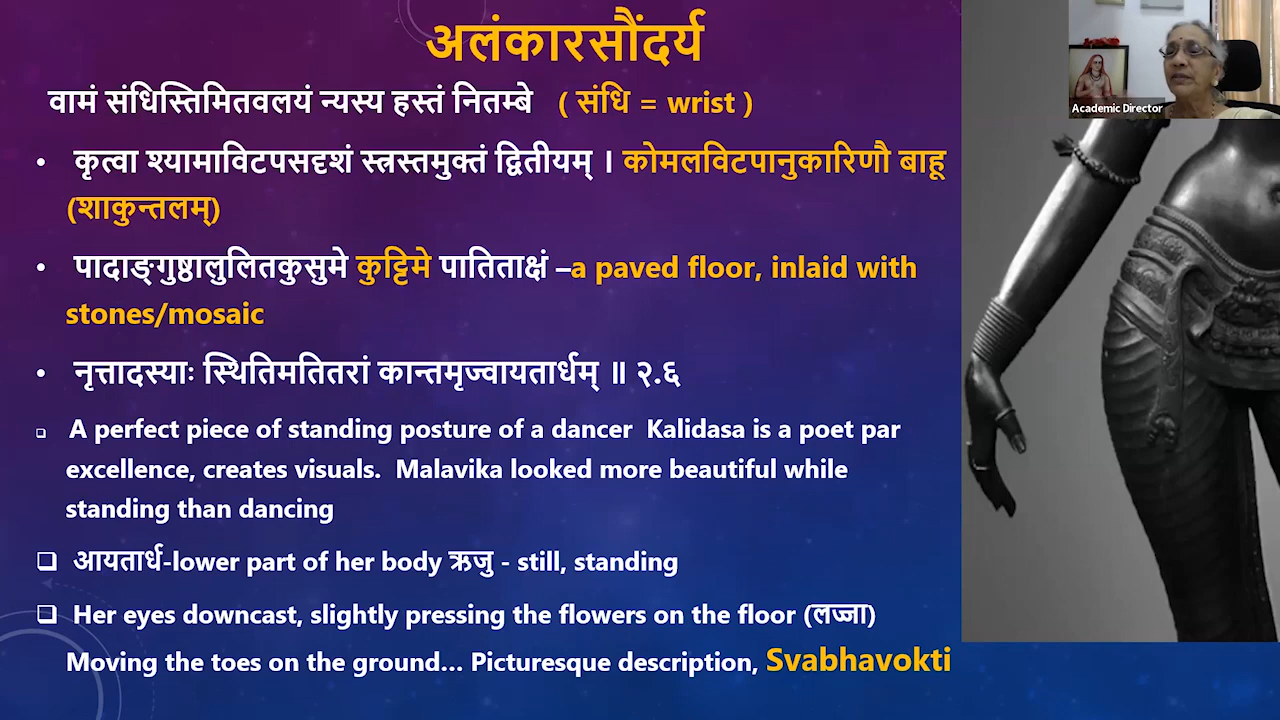 अलंकारसौंदर्य
वामं संधिस्तिमितवलयं न्यस्य हस्तं नितम्बे ( संधि = wrist )
• कृत्वा श्यामाविटपसदृशं स्त्रस्तमुक्तं द्वितीयम् । कोमलविटपानुकारिणौ बाहू
(शाकुन्तलम्)
• पादाङ्गुष्ठालुलितकुसुमे कुट्टिमे पातिताक्षं –a paved floor, inlaid with
stones/mosaic
• नृत्तादस्याः स्थितिमतितरां कान्तमृज्वायतार्धम् ॥ २.६
❑ A perfect piece of standing posture of a dancer Kalidasa is a poet par
excellence, creates visuals. Malavika looked more beautiful while
standing than dancing
❑ आयतार्ध-lower part of her body ऋजु - still, standing
❑ Her eyes downcast, slightly pressing the flowers on the floor (लज्जा)
Moving the toes on the ground... Picturesque description, Svabhavokti
Academic Director